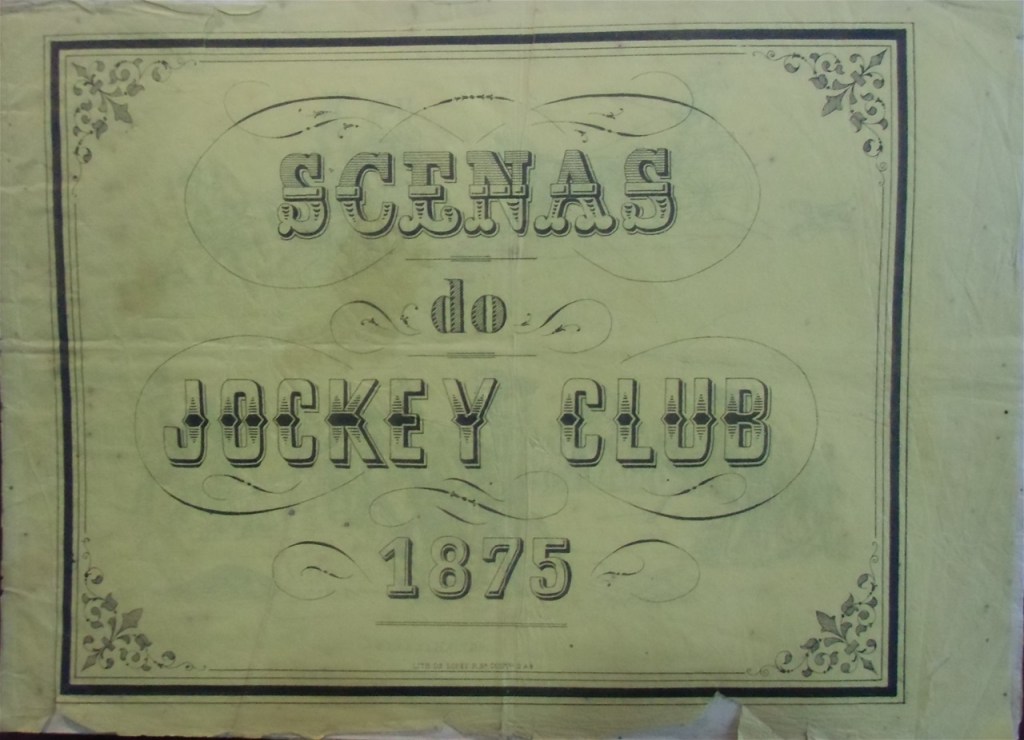 SCENAS
do
JOCKEY CLUB
1875